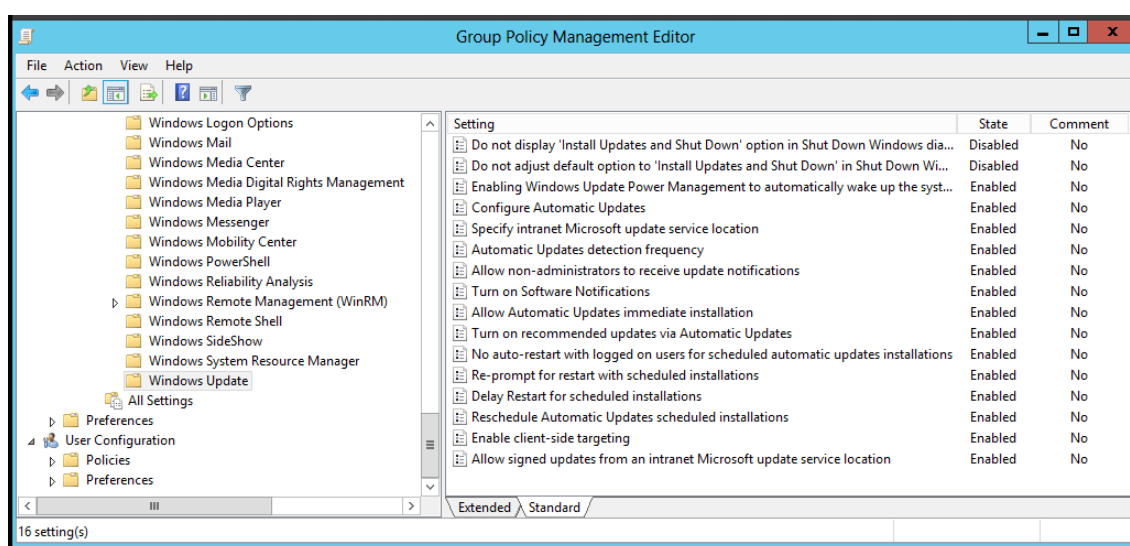 Group Policy Management Editor
File Action View Help
Windows Logon Options
Windows Mail
Windows Media Center
Windows Media Digital Rights Management
Windows Media Player
Windows Messenger
Windows Mobility Center
Windows PowerShell
Windows Reliability Analysis
Windows Remote Management (WinRM)
Windows Remote Shell
Windows SideShow
Windows System Resource Manager
Windows Update
All Settings
Preferences
User Configuration
Policies
Preferences
Setting State Comment
Do not display 'Install Updates and Shut Down' option in Shut Down Windows dia... Disabled No
Do not adjust default option to 'Install Updates and Shut Down' in Shut Down Wi... Disabled No
Enabling Windows Update Power Management to automatically wake up the syst... Enabled No
Configure Automatic Updates Enabled No
Specify intranet Microsoft update service location Enabled No
Automatic Updates detection frequency Enabled No
Allow non-administrators to receive update notifications Enabled No
Turn on Software Notifications Enabled No
Allow Automatic Updates immediate installation Enabled No
Turn on recommended updates via Automatic Updates Enabled No
No auto-restart with logged on users for scheduled automatic updates installations Enabled No
Re-prompt for restart with scheduled installations Enabled No
Delay Restart for scheduled installations Enabled No
Reschedule Automatic Updates scheduled installations Enabled No
Enable client-side targeting Enabled No
Allow signed updates from an intranet Microsoft update service location Enabled No
Extended Standard
16 setting(s)